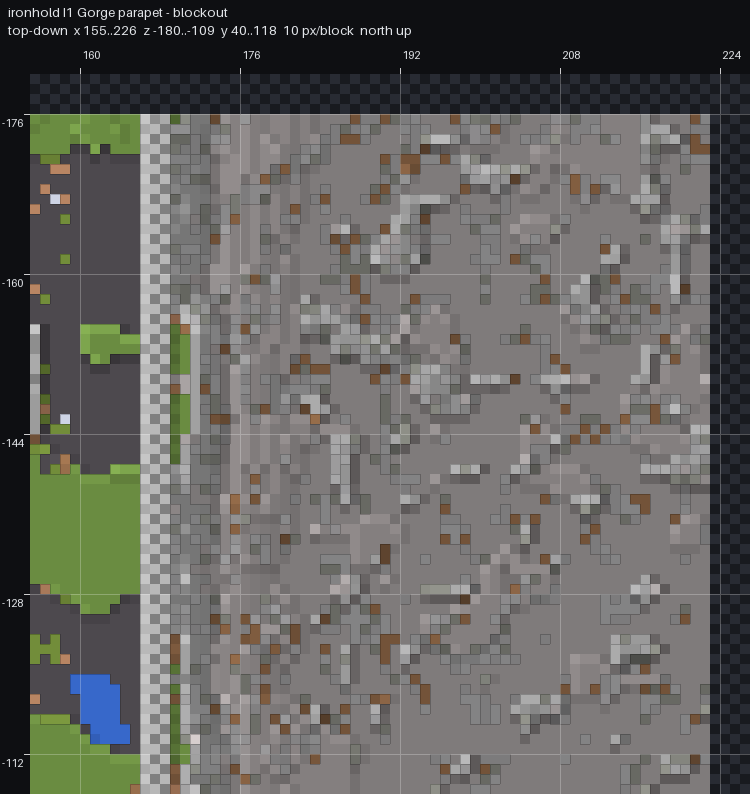 ironhold l1 Gorge parapet - blockout
top-down  x 155..226  z -180..-109  y 40..118  10 px/block  north up
160 176 192 208 224
-176
-160
-144
-128
-112